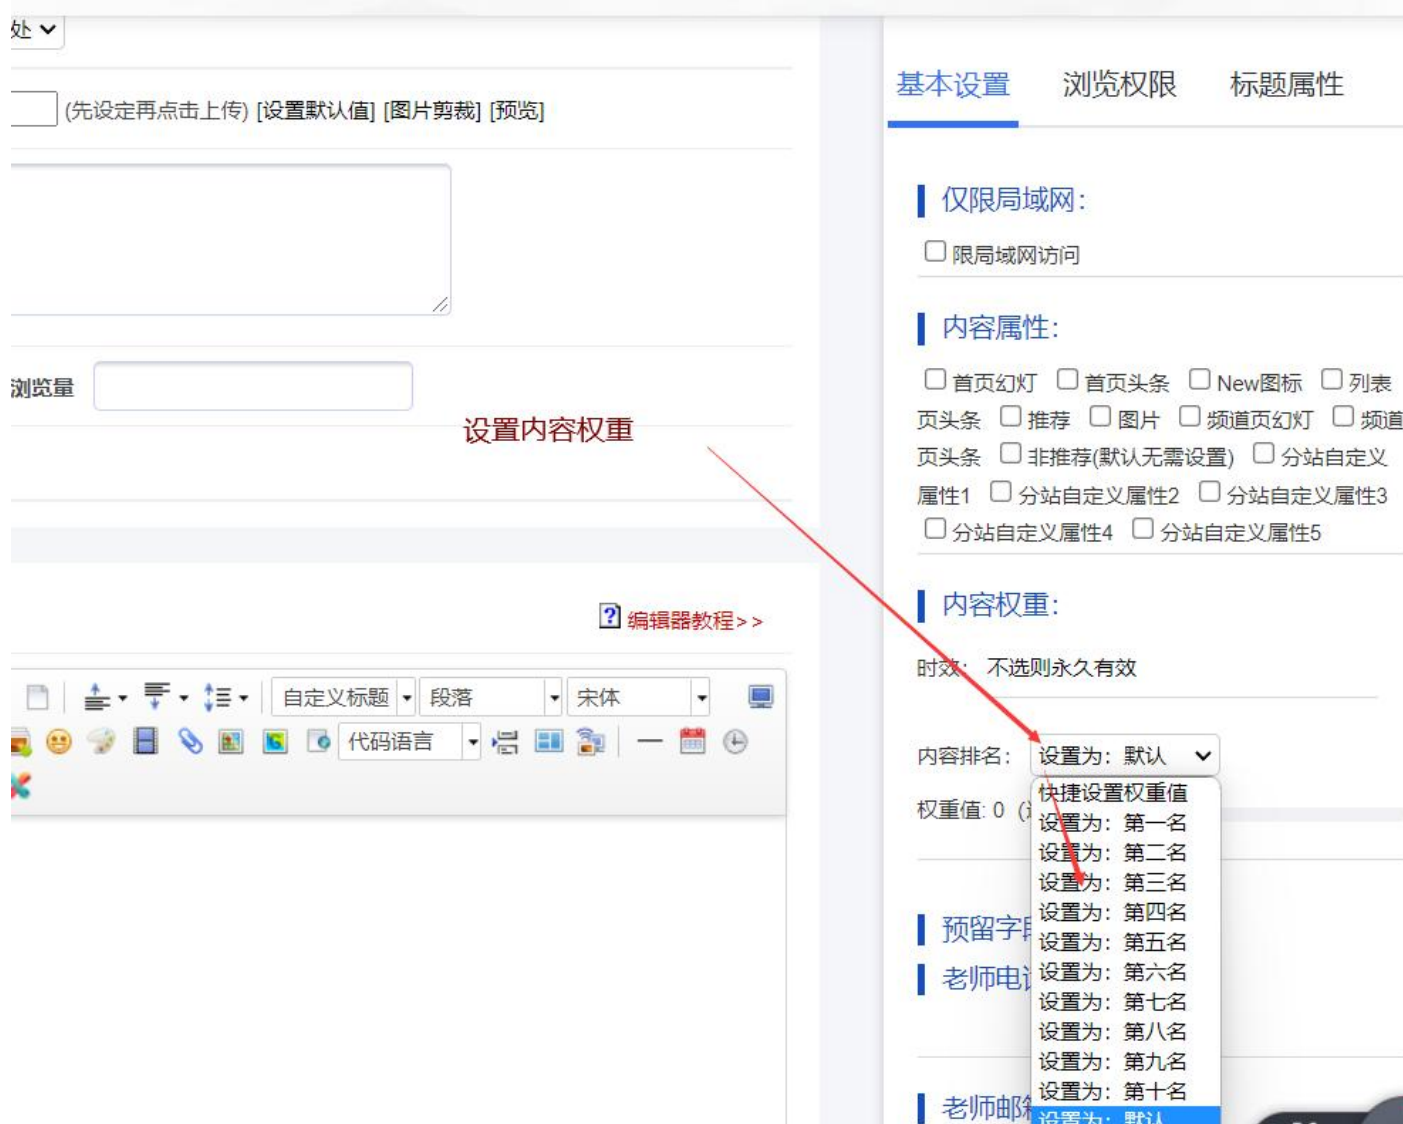 处
(先设定再点击上传) [设置默认值] [图片剪裁] [预览]
浏览量
设置内容权重
编辑器教程>>
自定义标题 段落 宋体
代码语言
基本设置 浏览权限 标题属性
仅限局域网：
限局域网访问
内容属性：
首页幻灯 首页头条 New图标 列表
页头条 推荐 图片 频道页幻灯 频道
页头条 非推荐(默认无需设置) 分站自定义
属性1 分站自定义属性2 分站自定义属性3
分站自定义属性4 分站自定义属性5
内容权重：
时效： 不选则永久有效
内容排名： 设置为：默认
快捷设置权重值
权重值: 0 (
设置为：第一名
设置为：第二名
设置为：第三名
设置为：第四名
预留字
设置为：第五名
设置为：第六名
老师电
设置为：第七名
设置为：第八名
设置为：第九名
设置为：第十名
老师邮
设置为：默认